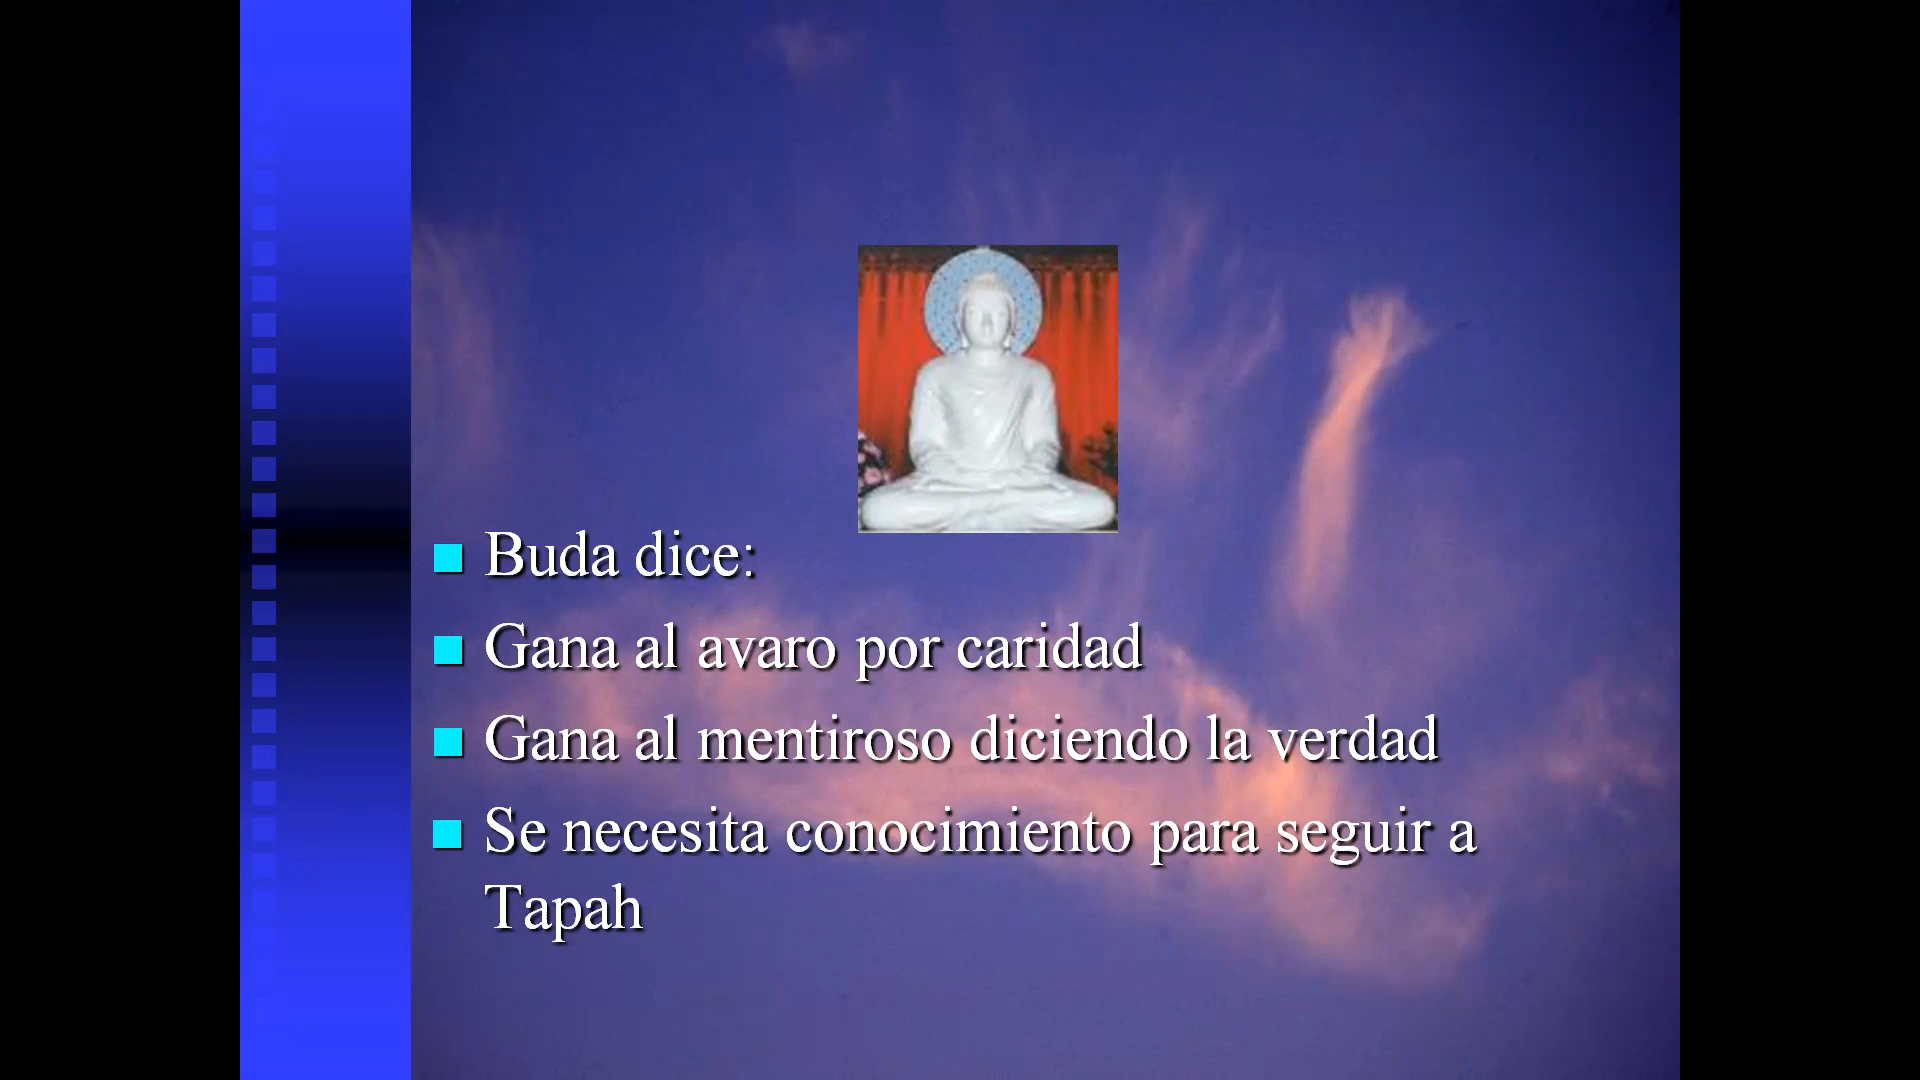 Buda dice:
Gana al avaro por caridad
Gana al mentiroso diciendo la verdad
Se necesita conocimiento para seguir a
Tapah